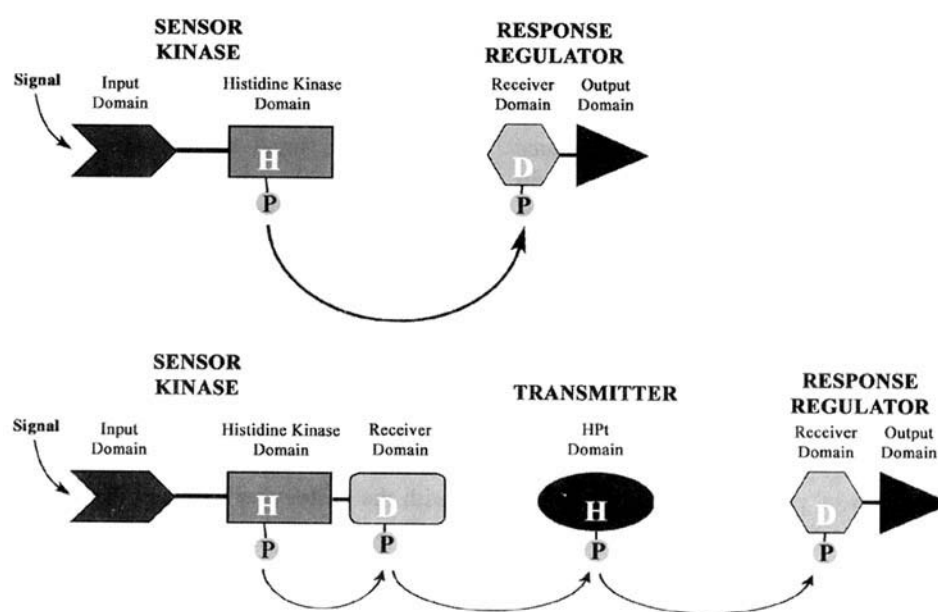 SENSOR
KINASE
RESPONSE
REGULATOR
Signal
Input
Domain
Histidine Kinase
Domain
Receiver
Domain
Output
Domain
H
D
P
P
SENSOR
KINASE
TRANSMITTER
RESPONSE
REGULATOR
Signal
Input
Domain
Histidine Kinase
Domain
Receiver
Domain
HPt
Domain
Receiver
Domain
Output
Domain
H
D
H
D
P
P
P
P